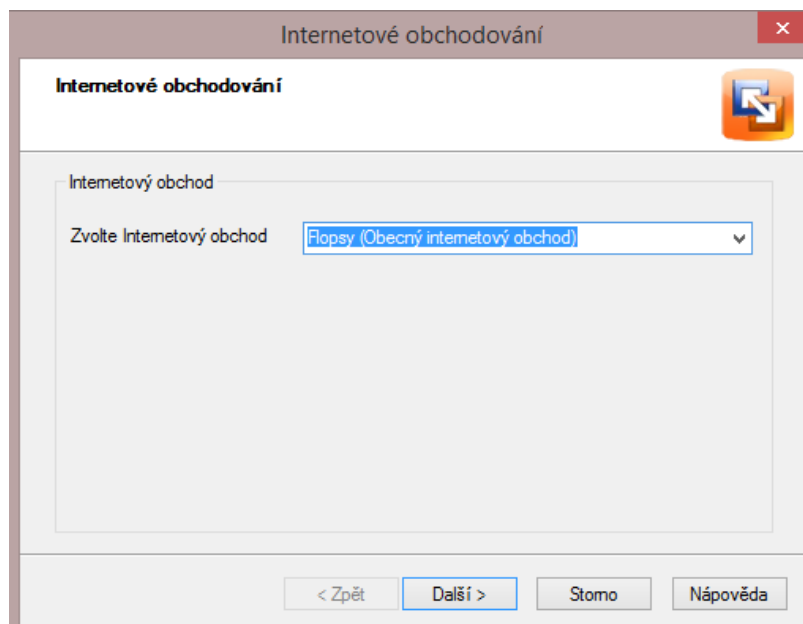 Internetové obchodování
Internetové obchodování
Internetový obchod
Zvolte Internetový obchod Flopsy (Obecný internetový obchod)
< Zpět Další > Storno Nápověda